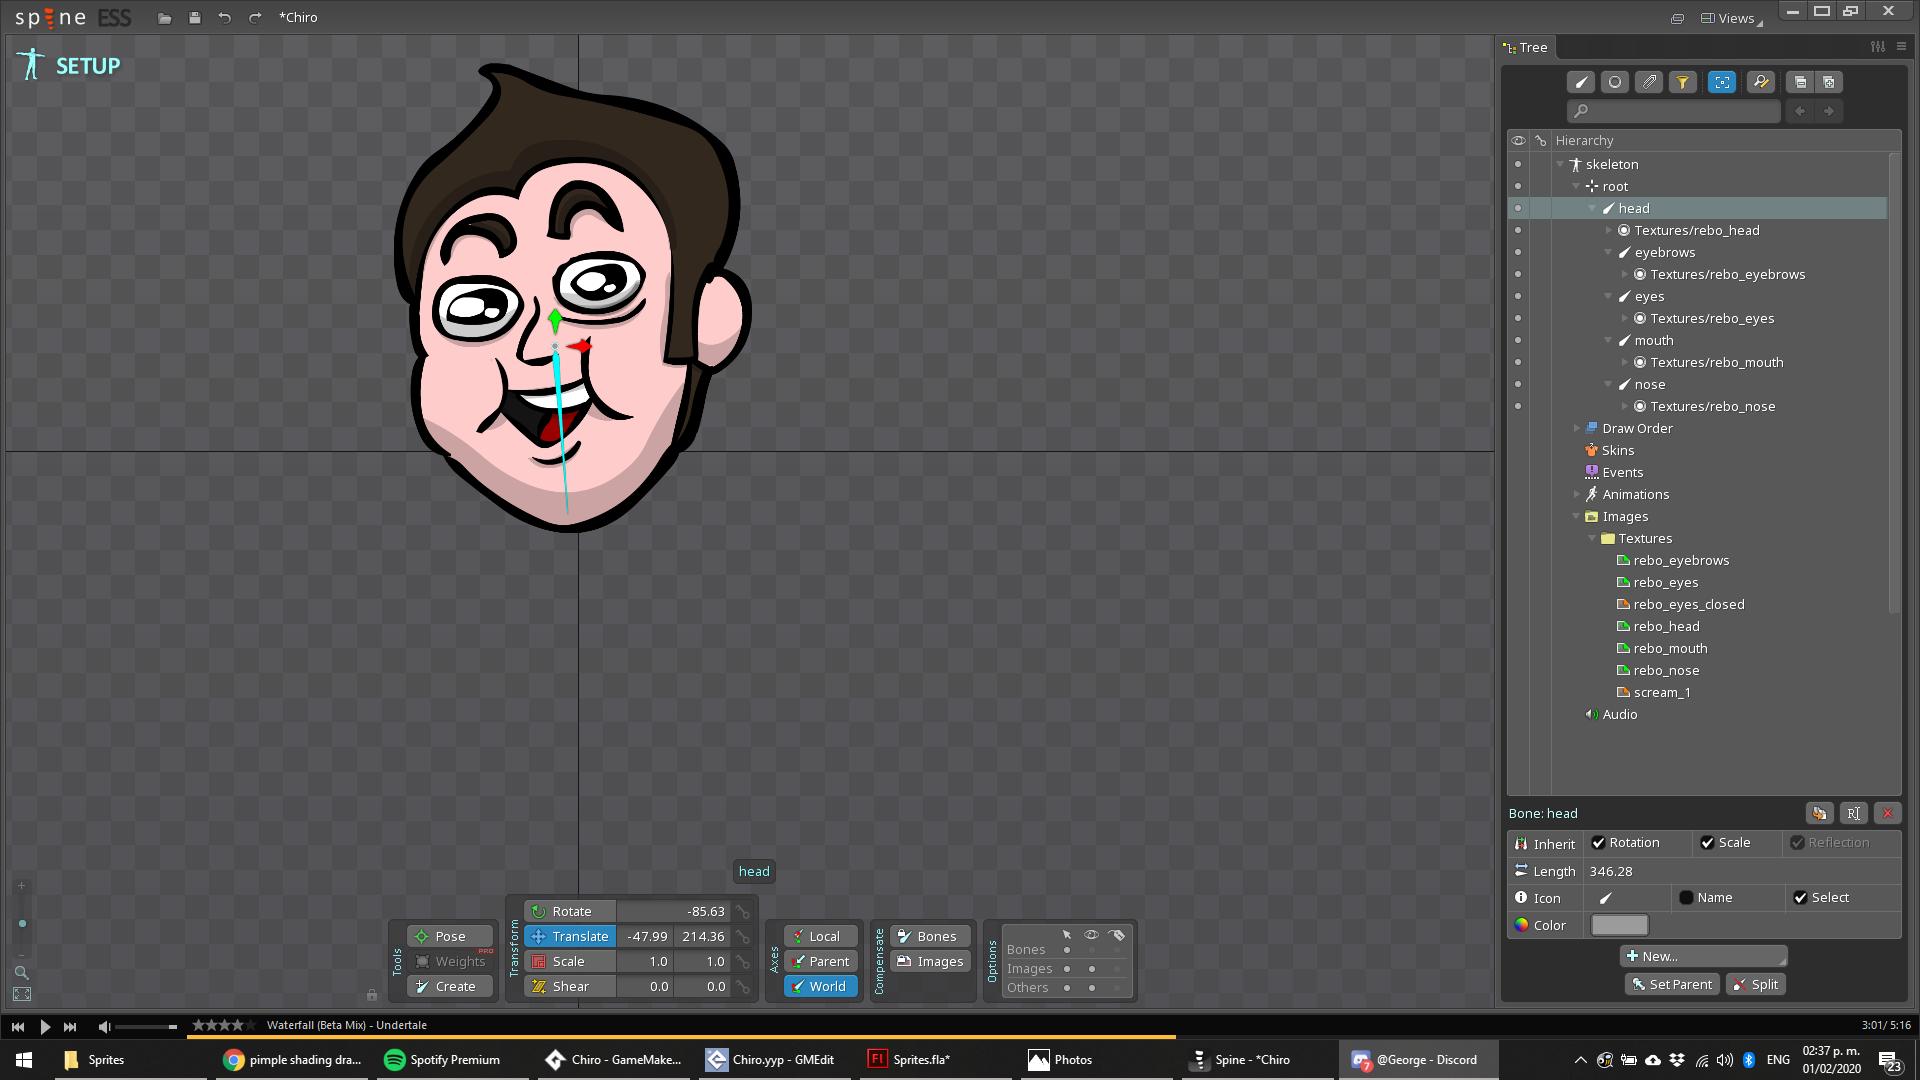 spine ESS
*Chiro
Views
SETUP
Tree
Hierarchy
skeleton
root
head
Textures/rebo_head
eyebrows
Textures/rebo_eyebrows
eyes
Textures/rebo_eyes
mouth
Textures/rebo_mouth
nose
Textures/rebo_nose
Draw Order
Skins
Events
Animations
Images
Textures
rebo_eyebrows
rebo_eyes
rebo_eyes_closed
rebo_head
rebo_mouth
rebo_nose
scream_1
Audio
Bone: head
Inherit Rotation Scale Reflection
Length 346.28
Icon Name Select
Color
New...
Set Parent Split
head
Tools
Pose
Weights PRO
Create
Transform
Rotate -85.63
Translate -47.99 214.36
Scale 1.0 1.0
Shear 0.0 0.0
Axes
Local
Parent
World
Compensate
Bones
Images
Options
Bones
Images
Others
Waterfall (Beta Mix) - Undertale
3:01/ 5:16
Sprites
pimple shading dra...
Spotify Premium
Chiro - GameMake...
Chiro.yyp - GMEdit
Fl Sprites.fla*
Photos
Spine - *Chiro
7 @George - Discord
ENG
02:37 p. m.
01/02/2020
23